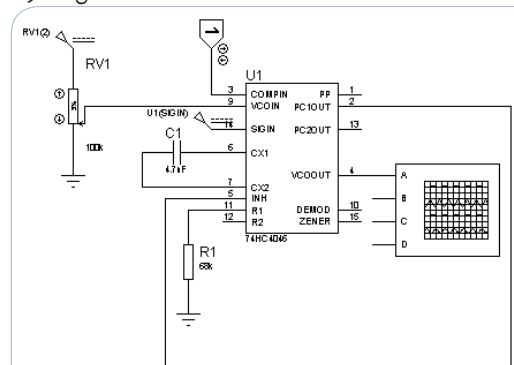 RV1(2)
RV1
100k
1
U1
U1(SIGIN)
C1
4.7nF
3 COMPIN PP 1
9 VCOIN PC1OUT 2
14 SIGIN PC2OUT 13
6 CX1
VCOOUT 4
7 CX2
5 INH
11 R1 DEMOD 10
12 R2 ZENER 15
74HC4046
A
B
C
D
R1
68k